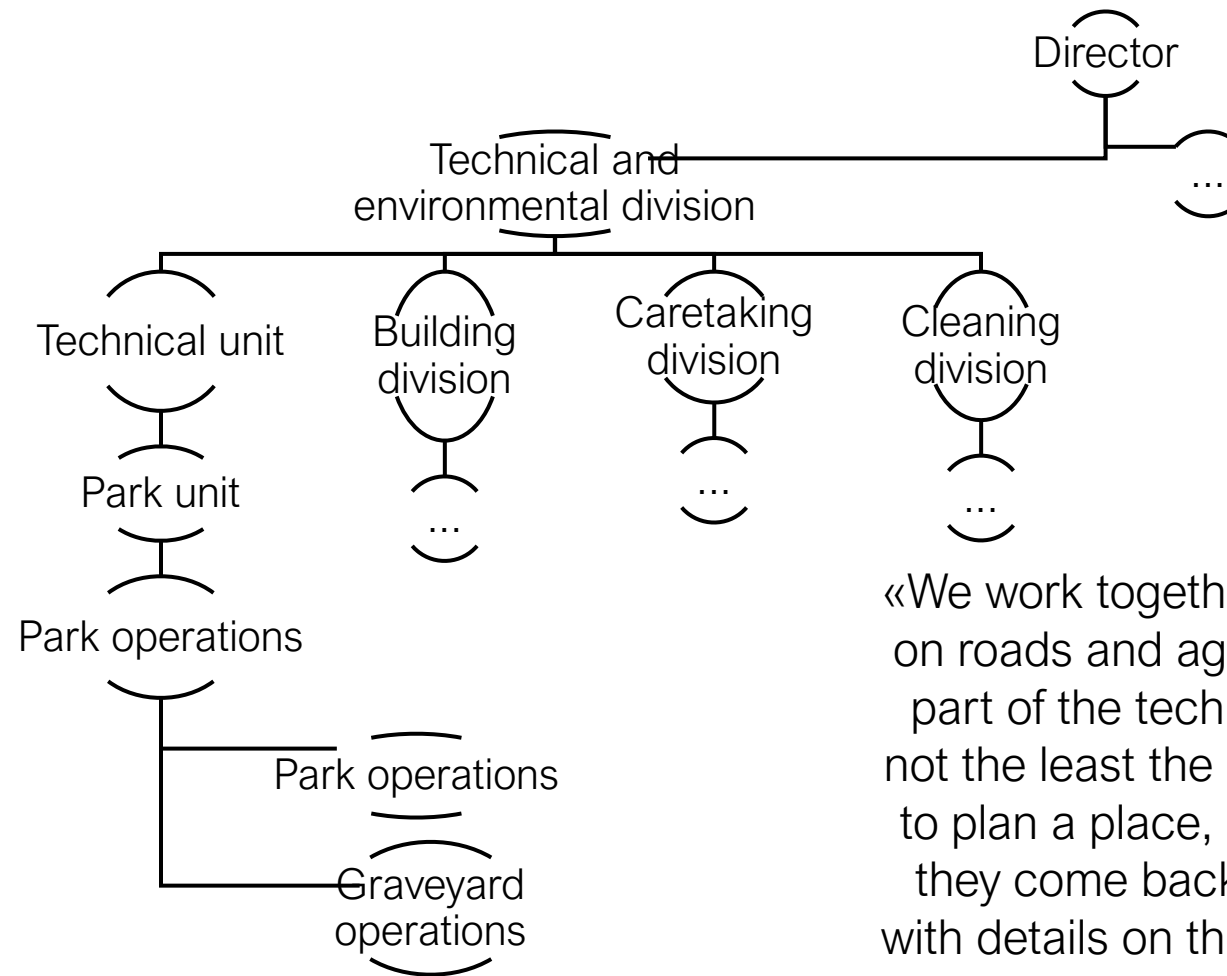 Director
...
Technical and
environmental division
Technical unit
Building
division
Caretaking
division
Cleaning
division
...
...
...
Park unit
Park operations
Park operations
Graveyard
operations
«We work togeth
on roads and ag
part of the tech
not the least the
to plan a place,
they come back
with details on th